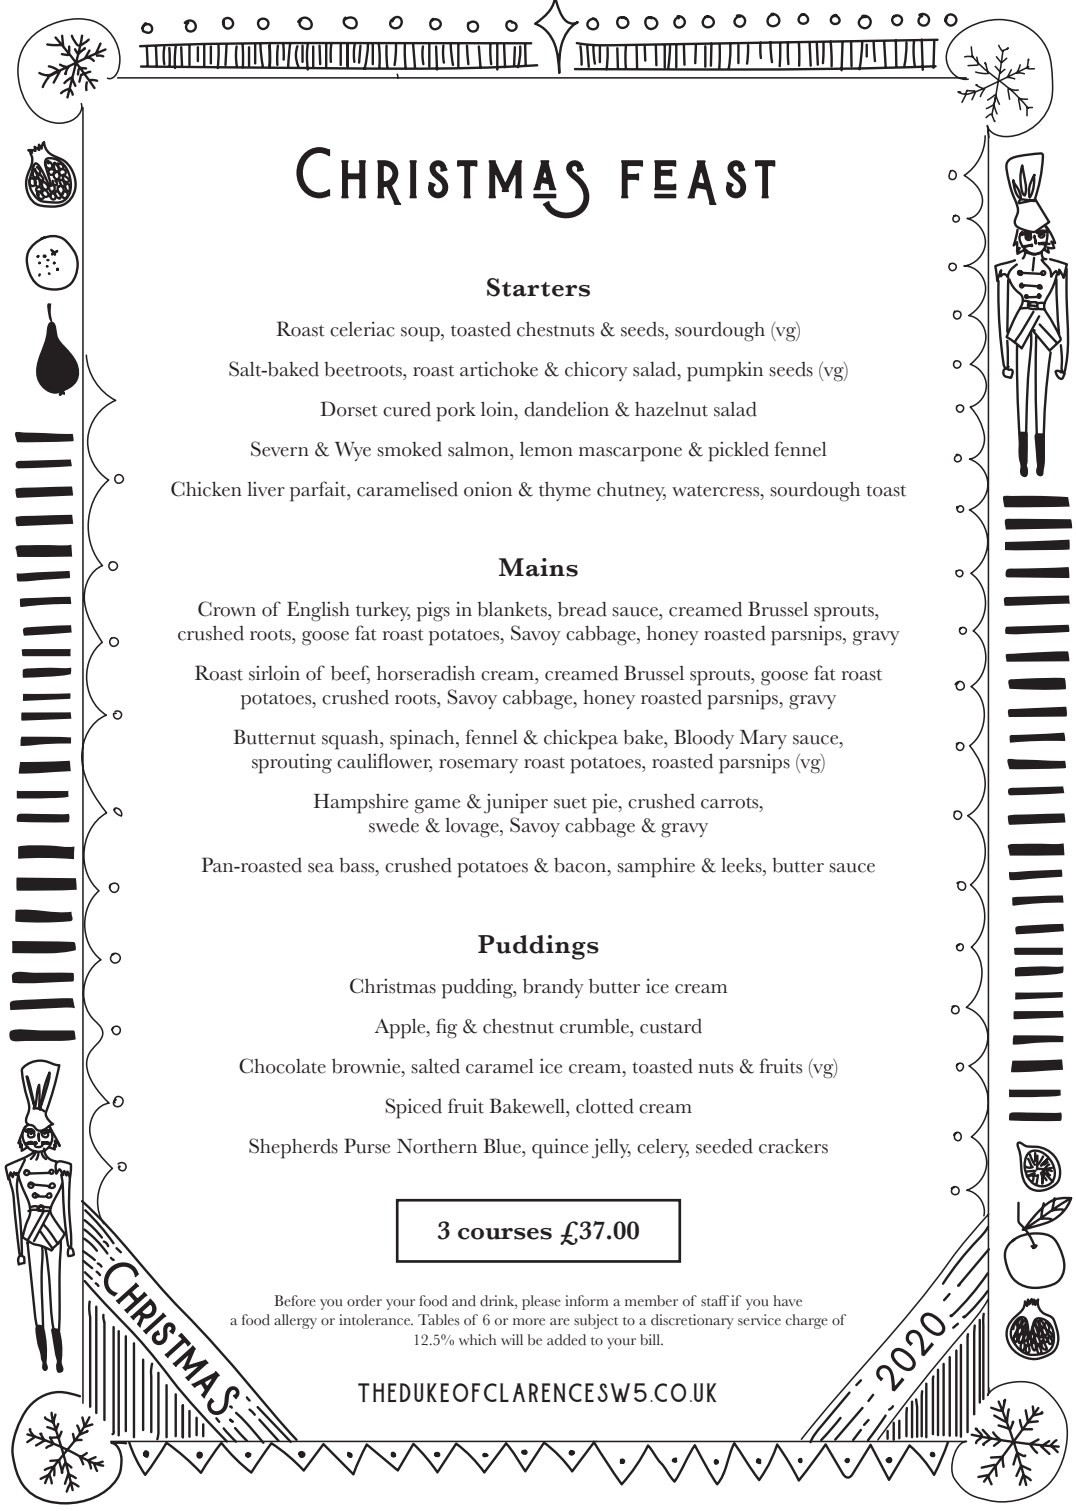 CHRISTMAS FEAST
Starters
Roast celeriac soup, toasted chestnuts & seeds, sourdough (vg)
Salt-baked beetroots, roast artichoke & chicory salad, pumpkin seeds (vg)
Dorset cured pork loin, dandelion & hazelnut salad
Severn & Wye smoked salmon, lemon mascarpone & pickled fennel
Chicken liver parfait, caramelised onion & thyme chutney, watercress, sourdough toast
Mains
Crown of English turkey, pigs in blankets, bread sauce, creamed Brussel sprouts,
crushed roots, goose fat roast potatoes, Savoy cabbage, honey roasted parsnips, gravy
Roast sirloin of beef, horseradish cream, creamed Brussel sprouts, goose fat roast
potatoes, crushed roots, Savoy cabbage, honey roasted parsnips, gravy
Butternut squash, spinach, fennel & chickpea bake, Bloody Mary sauce,
sprouting cauliflower, rosemary roast potatoes, roasted parsnips (vg)
Hampshire game & juniper suet pie, crushed carrots,
swede & lovage, Savoy cabbage & gravy
Pan-roasted sea bass, crushed potatoes & bacon, samphire & leeks, butter sauce
Puddings
Christmas pudding, brandy butter ice cream
Apple, fig & chestnut crumble, custard
Chocolate brownie, salted caramel ice cream, toasted nuts & fruits (vg)
Spiced fruit Bakewell, clotted cream
Shepherds Purse Northern Blue, quince jelly, celery, seeded crackers
3 courses £37.00
Before you order your food and drink, please inform a member of staff if you have
a food allergy or intolerance. Tables of 6 or more are subject to a discretionary service charge of
12.5% which will be added to your bill.
THEDUKEOFCLARENCESW5.CO.UK
CHRISTMAS
2020